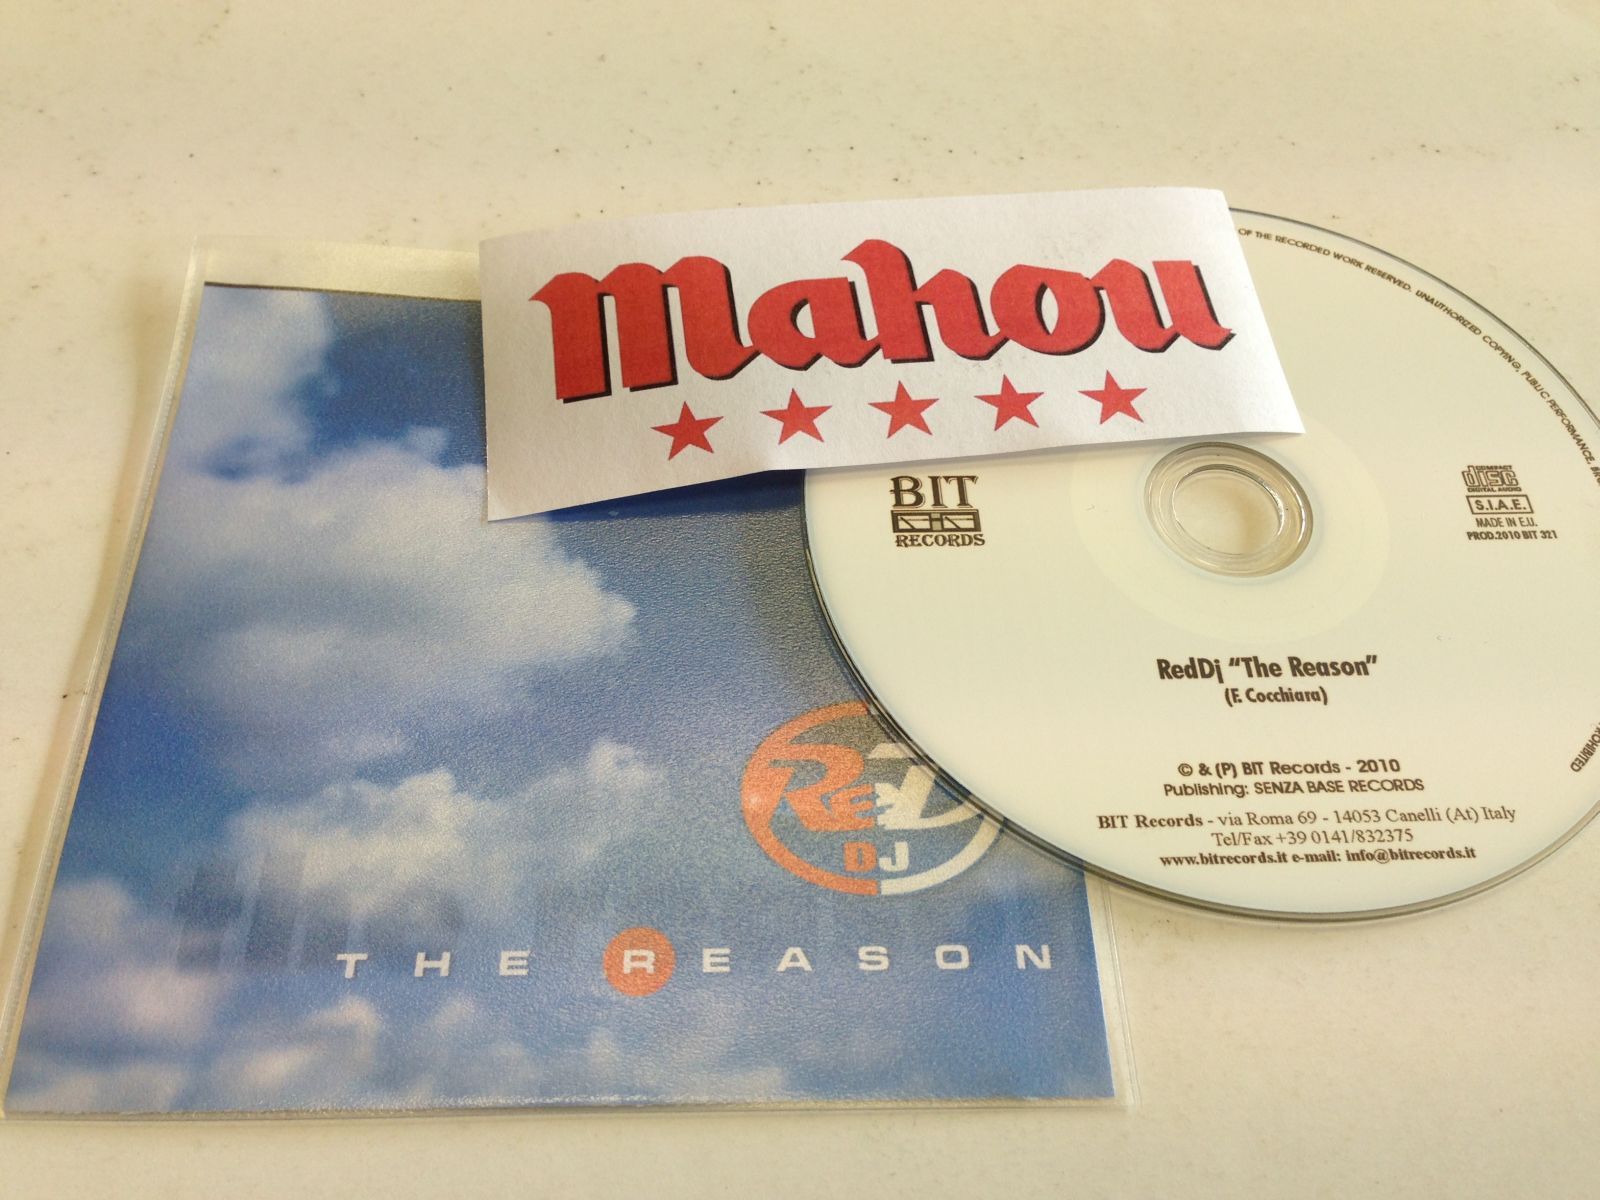 mahou
OF THE RECORDED WORK RESERVED. UNAUTHORIZED COPYING, PUBLIC PERFORMANCE,
BIT
RECORDS
COMPACT
disc
DIGITAL AUDIO
S.I.A.E.
MADE IN E.U.
PROD.2010 BIT 321
RedDj "The Reason"
(F. Cocchiara)
© & (P) BIT Records - 2010
Publishing: SENZA BASE RECORDS
BIT Records - via Roma 69 - 14053 Canelli (At) Italy
Tel/Fax +39 0141/832375
www.bitrecords.it e-mail: info@bitrecords.it
RED
DJ
THE REASON